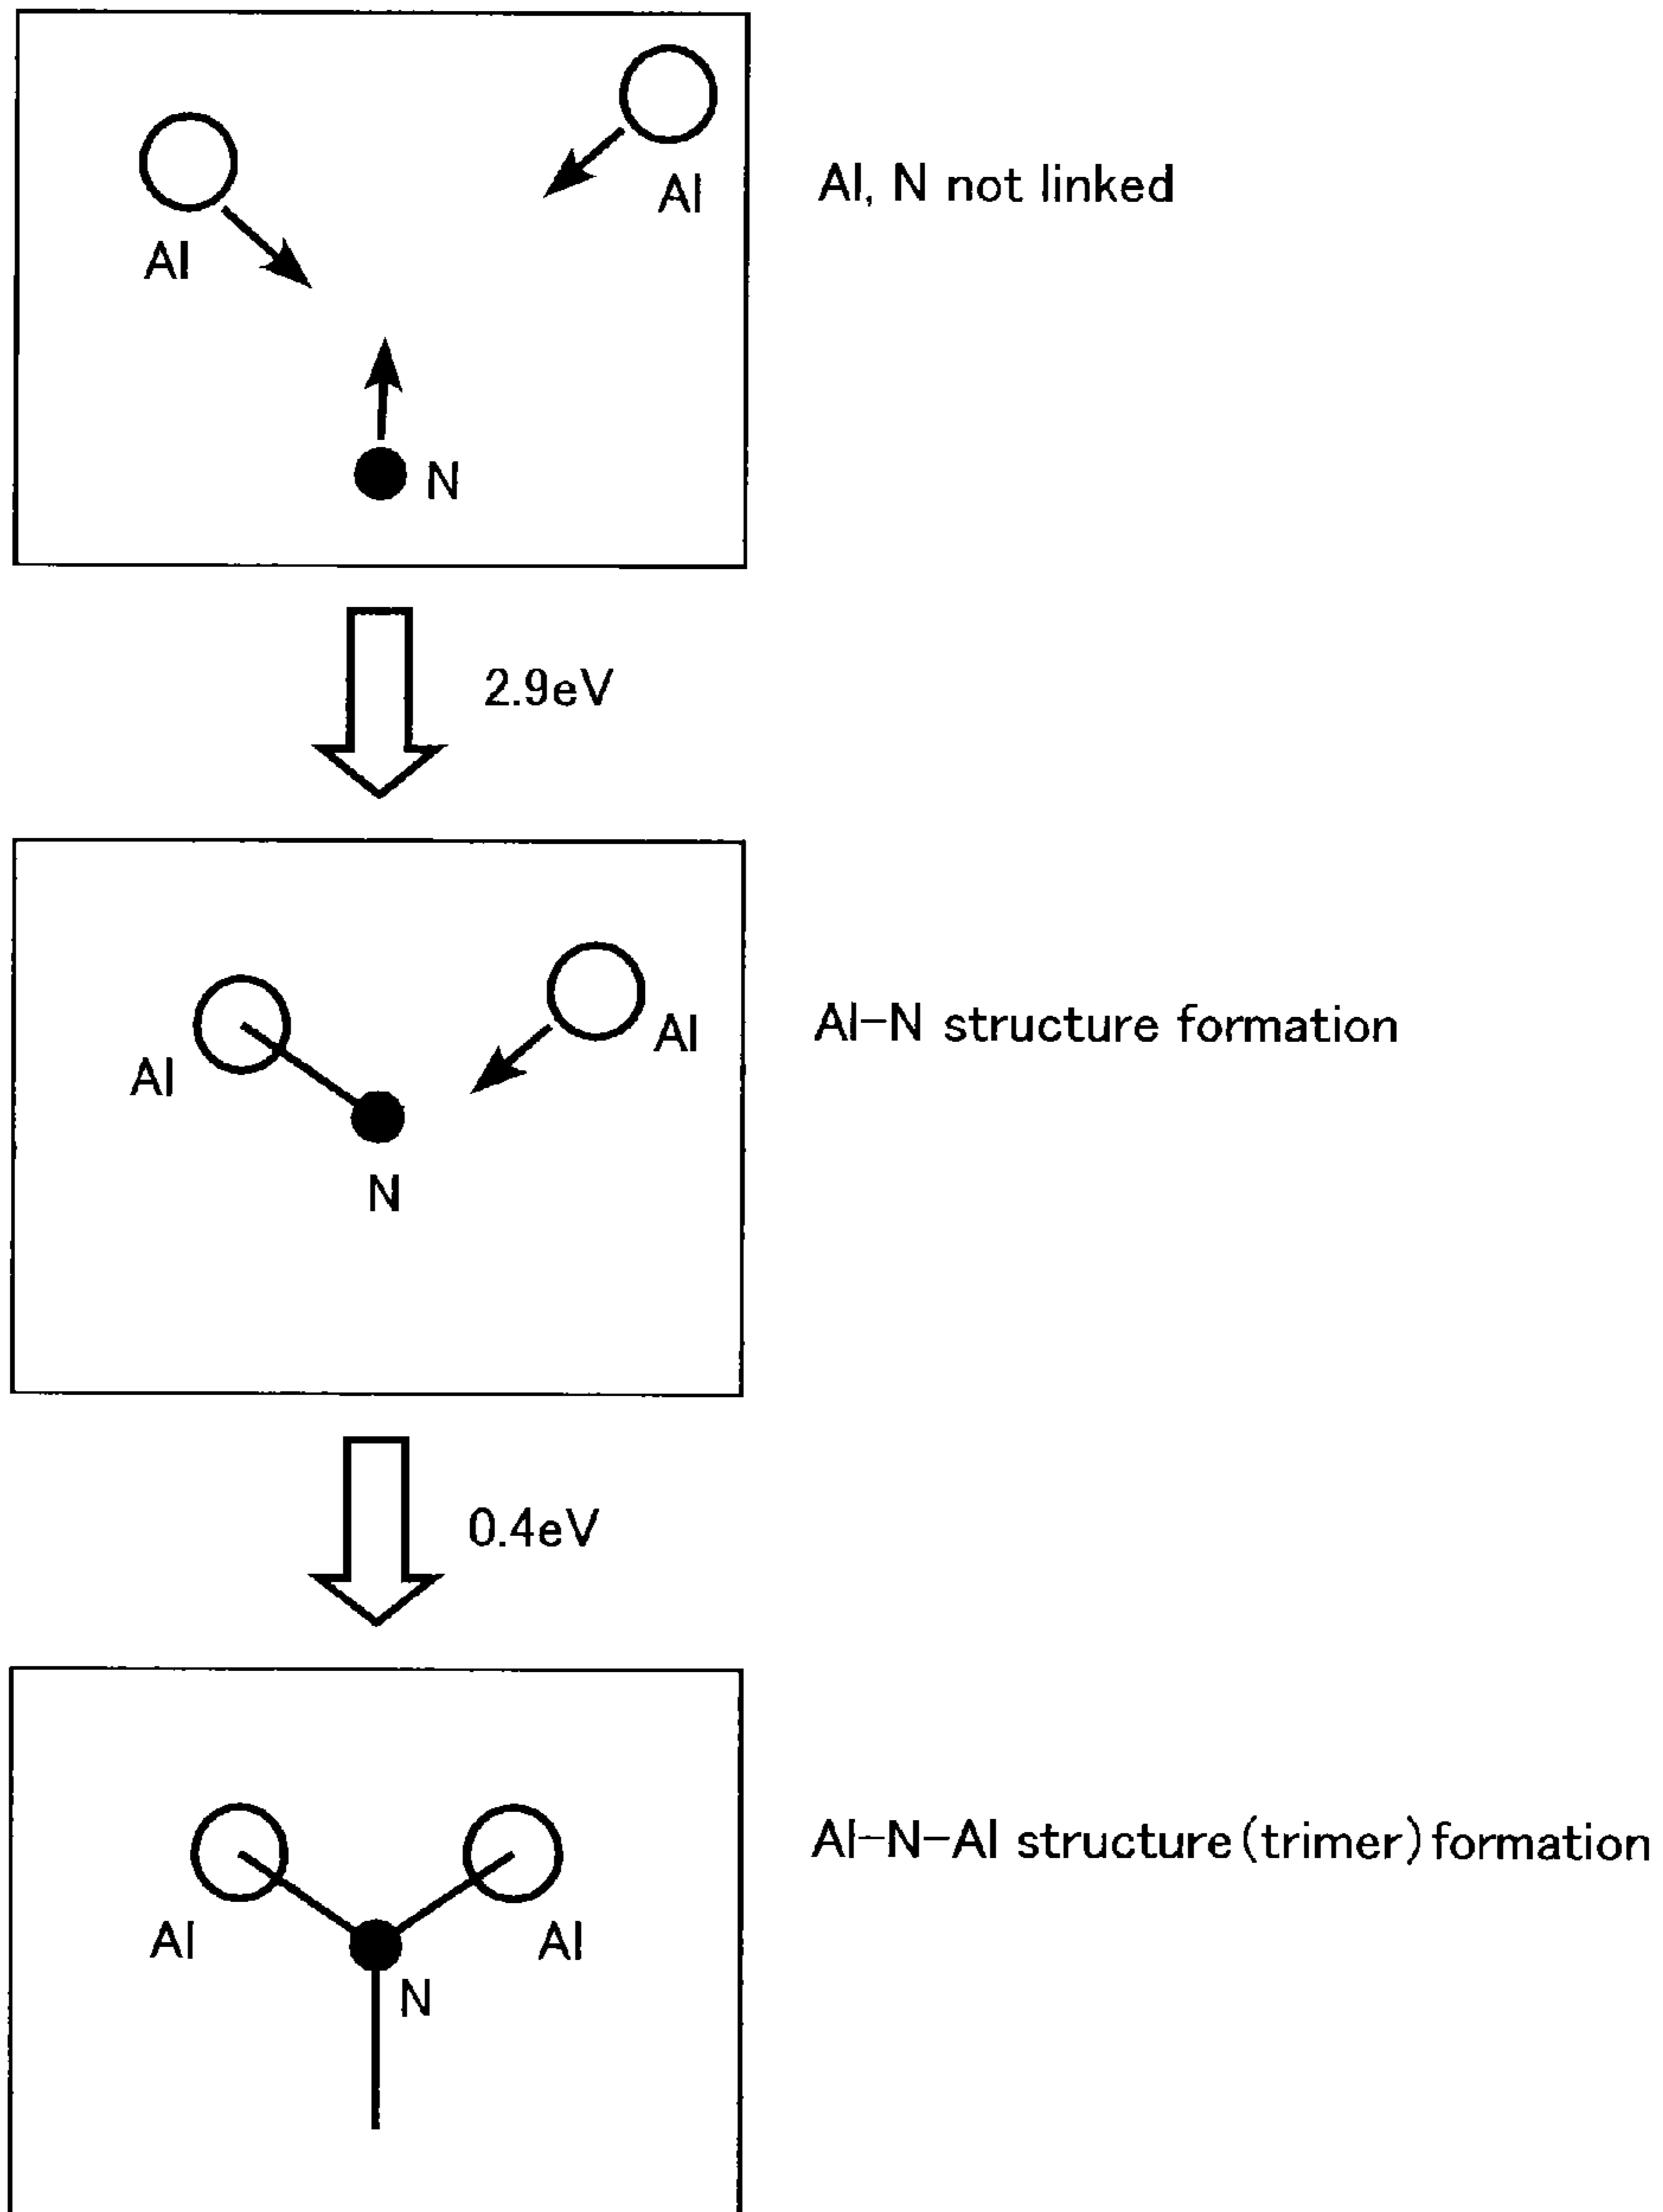 Al
Al
Al, N not linked
N
2.9eV
Al
Al
Al-N structure formation
N
0.4eV
Al
Al
Al-N-Al structure(trimer)formation
N